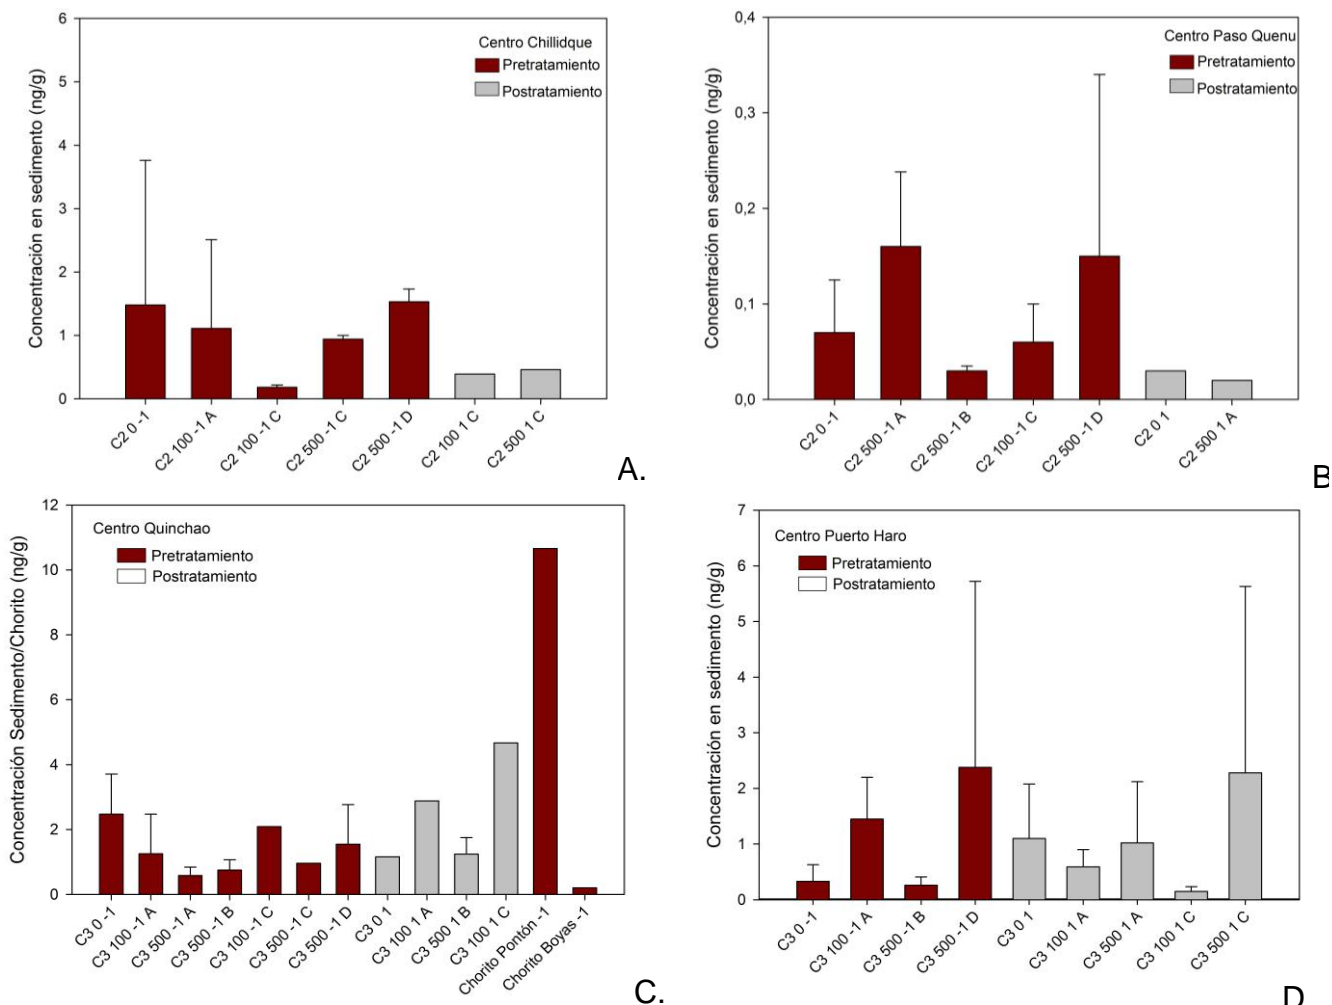 Concentración en sedimento (ng/g)
6
5
4
3
2
1
0
Centro Chillidque
Pretratamiento
Postratamiento
C2 0 -1
C2 100 -1 A
C2 100 -1 C
C2 500 -1 C
C2 500 -1 D
C2 100 1 C
C2 500 1 C
A.
Concentración en sedimento (ng/g)
0,4
0,3
0,2
0,1
0,0
Centro Paso Quenu
Pretratamiento
Postratamiento
C2 0 -1
C2 500 -1 A
C2 500 -1 B
C2 100 -1 C
C2 500 -1 D
C2 0 1
C2 500 1 A
B
Concentración Sedimento/Chorito (ng/g)
12
10
8
6
4
2
0
Centro Quinchao
Pretratamiento
Postratamiento
C3 0 -1
C3 100 -1 A
C3 500 -1 A
C3 500 -1 B
C3 100 -1 C
C3 500 -1 C
C3 500 -1 D
C3 0 1
C3 100 1 A
C3 500 1 B
C3 100 1 C
Chorito Pontón -1
Chorito Boyas -1
C.
Concentración en sedimento (ng/g)
7
6
5
4
3
2
1
0
Centro Puerto Haro
Pretratamiento
Postratamiento
C3 0 -1
C3 100 -1 A
C3 500 -1 B
C3 500 -1 D
C3 0 1
C3 100 1 A
C3 500 1 A
C3 100 1 C
C3 500 1 C
D